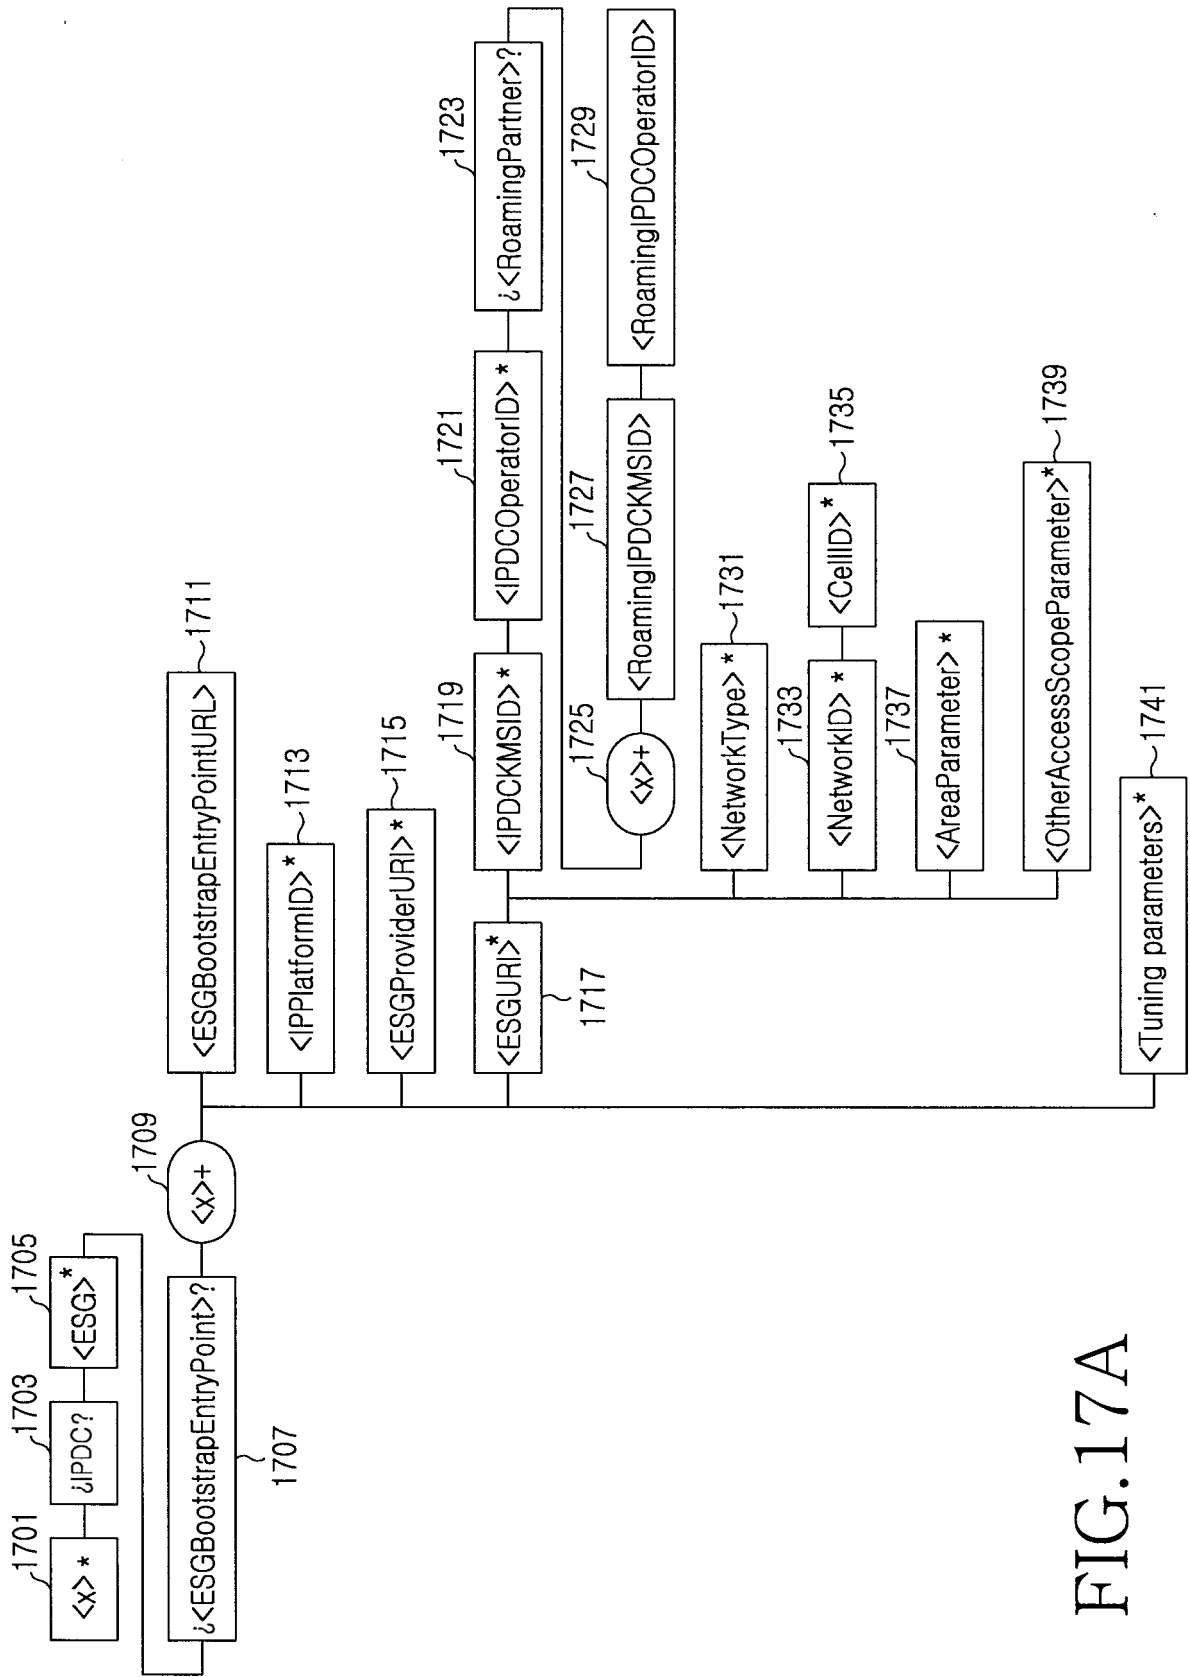 1701
<x>*
1703
¿IPDC?
1705
<ESG>*
¿<ESGBootstrapEntryPoint>?
1707
1709
<x>+
<ESGBootstrapEntryPointURL>
1711
<IPPlatformID>*
1713
<ESGProviderURI>*
1715
<ESGURI>*
1717
1719
<IPDCKMSID>*
1721
<IPDCOperatorID>*
1723
¿<RoamingPartner>?
1725
<x>+
1727
<RoamingIPDCKMSID>
1729
<RoamingIPDCOperatorID>
<NetworkType>*
1731
1733
<NetworkID>*
<CellID>*
1735
1737
<AreaParameter>*
<OtherAccessScopeParameter>*
1739
<Tuning parameters>*
1741
FIG.17A